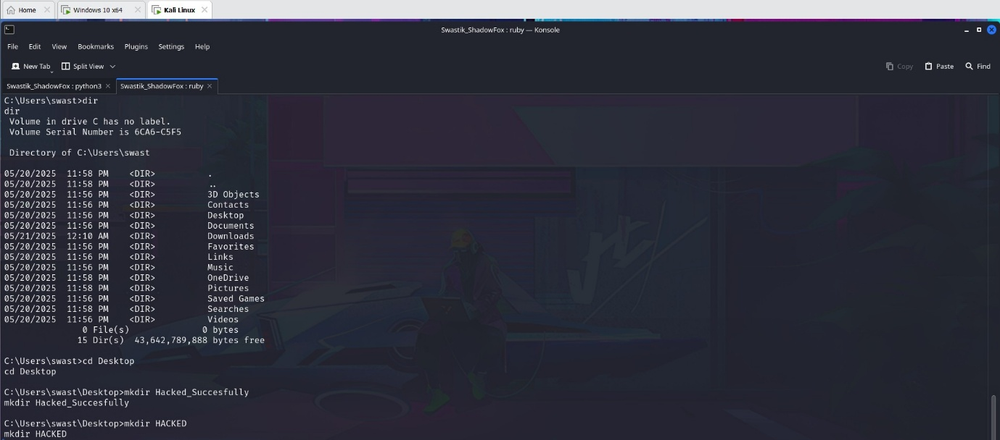 Home Windows 10 x64 Kali Linux
Swastik_ShadowFox : ruby — Konsole
File Edit View Bookmarks Plugins Settings Help
New Tab Split View Copy Paste Find
Swastik_ShadowFox : python3 Swastik_ShadowFox : ruby
C:\Users\swast>dir
dir
 Volume in drive C has no label.
 Volume Serial Number is 6CA6-C5F5
 Directory of C:\Users\swast
05/20/2025  11:58 PM    <DIR>          .
05/20/2025  11:58 PM    <DIR>          ..
05/20/2025  11:56 PM    <DIR>          3D Objects
05/20/2025  11:56 PM    <DIR>          Contacts
05/20/2025  11:56 PM    <DIR>          Desktop
05/20/2025  11:56 PM    <DIR>          Documents
05/21/2025  12:10 AM    <DIR>          Downloads
05/20/2025  11:56 PM    <DIR>          Favorites
05/20/2025  11:56 PM    <DIR>          Links
05/20/2025  11:56 PM    <DIR>          Music
05/20/2025  11:58 PM    <DIR>          OneDrive
05/20/2025  11:58 PM    <DIR>          Pictures
05/20/2025  11:56 PM    <DIR>          Saved Games
05/20/2025  11:58 PM    <DIR>          Searches
05/20/2025  11:56 PM    <DIR>          Videos
               0 File(s)              0 bytes
              15 Dir(s)  43,642,789,888 bytes free
C:\Users\swast>cd Desktop
cd Desktop
C:\Users\swast\Desktop>mkdir Hacked_Succesfully
mkdir Hacked_Succesfully
C:\Users\swast\Desktop>mkdir HACKED
mkdir HACKED